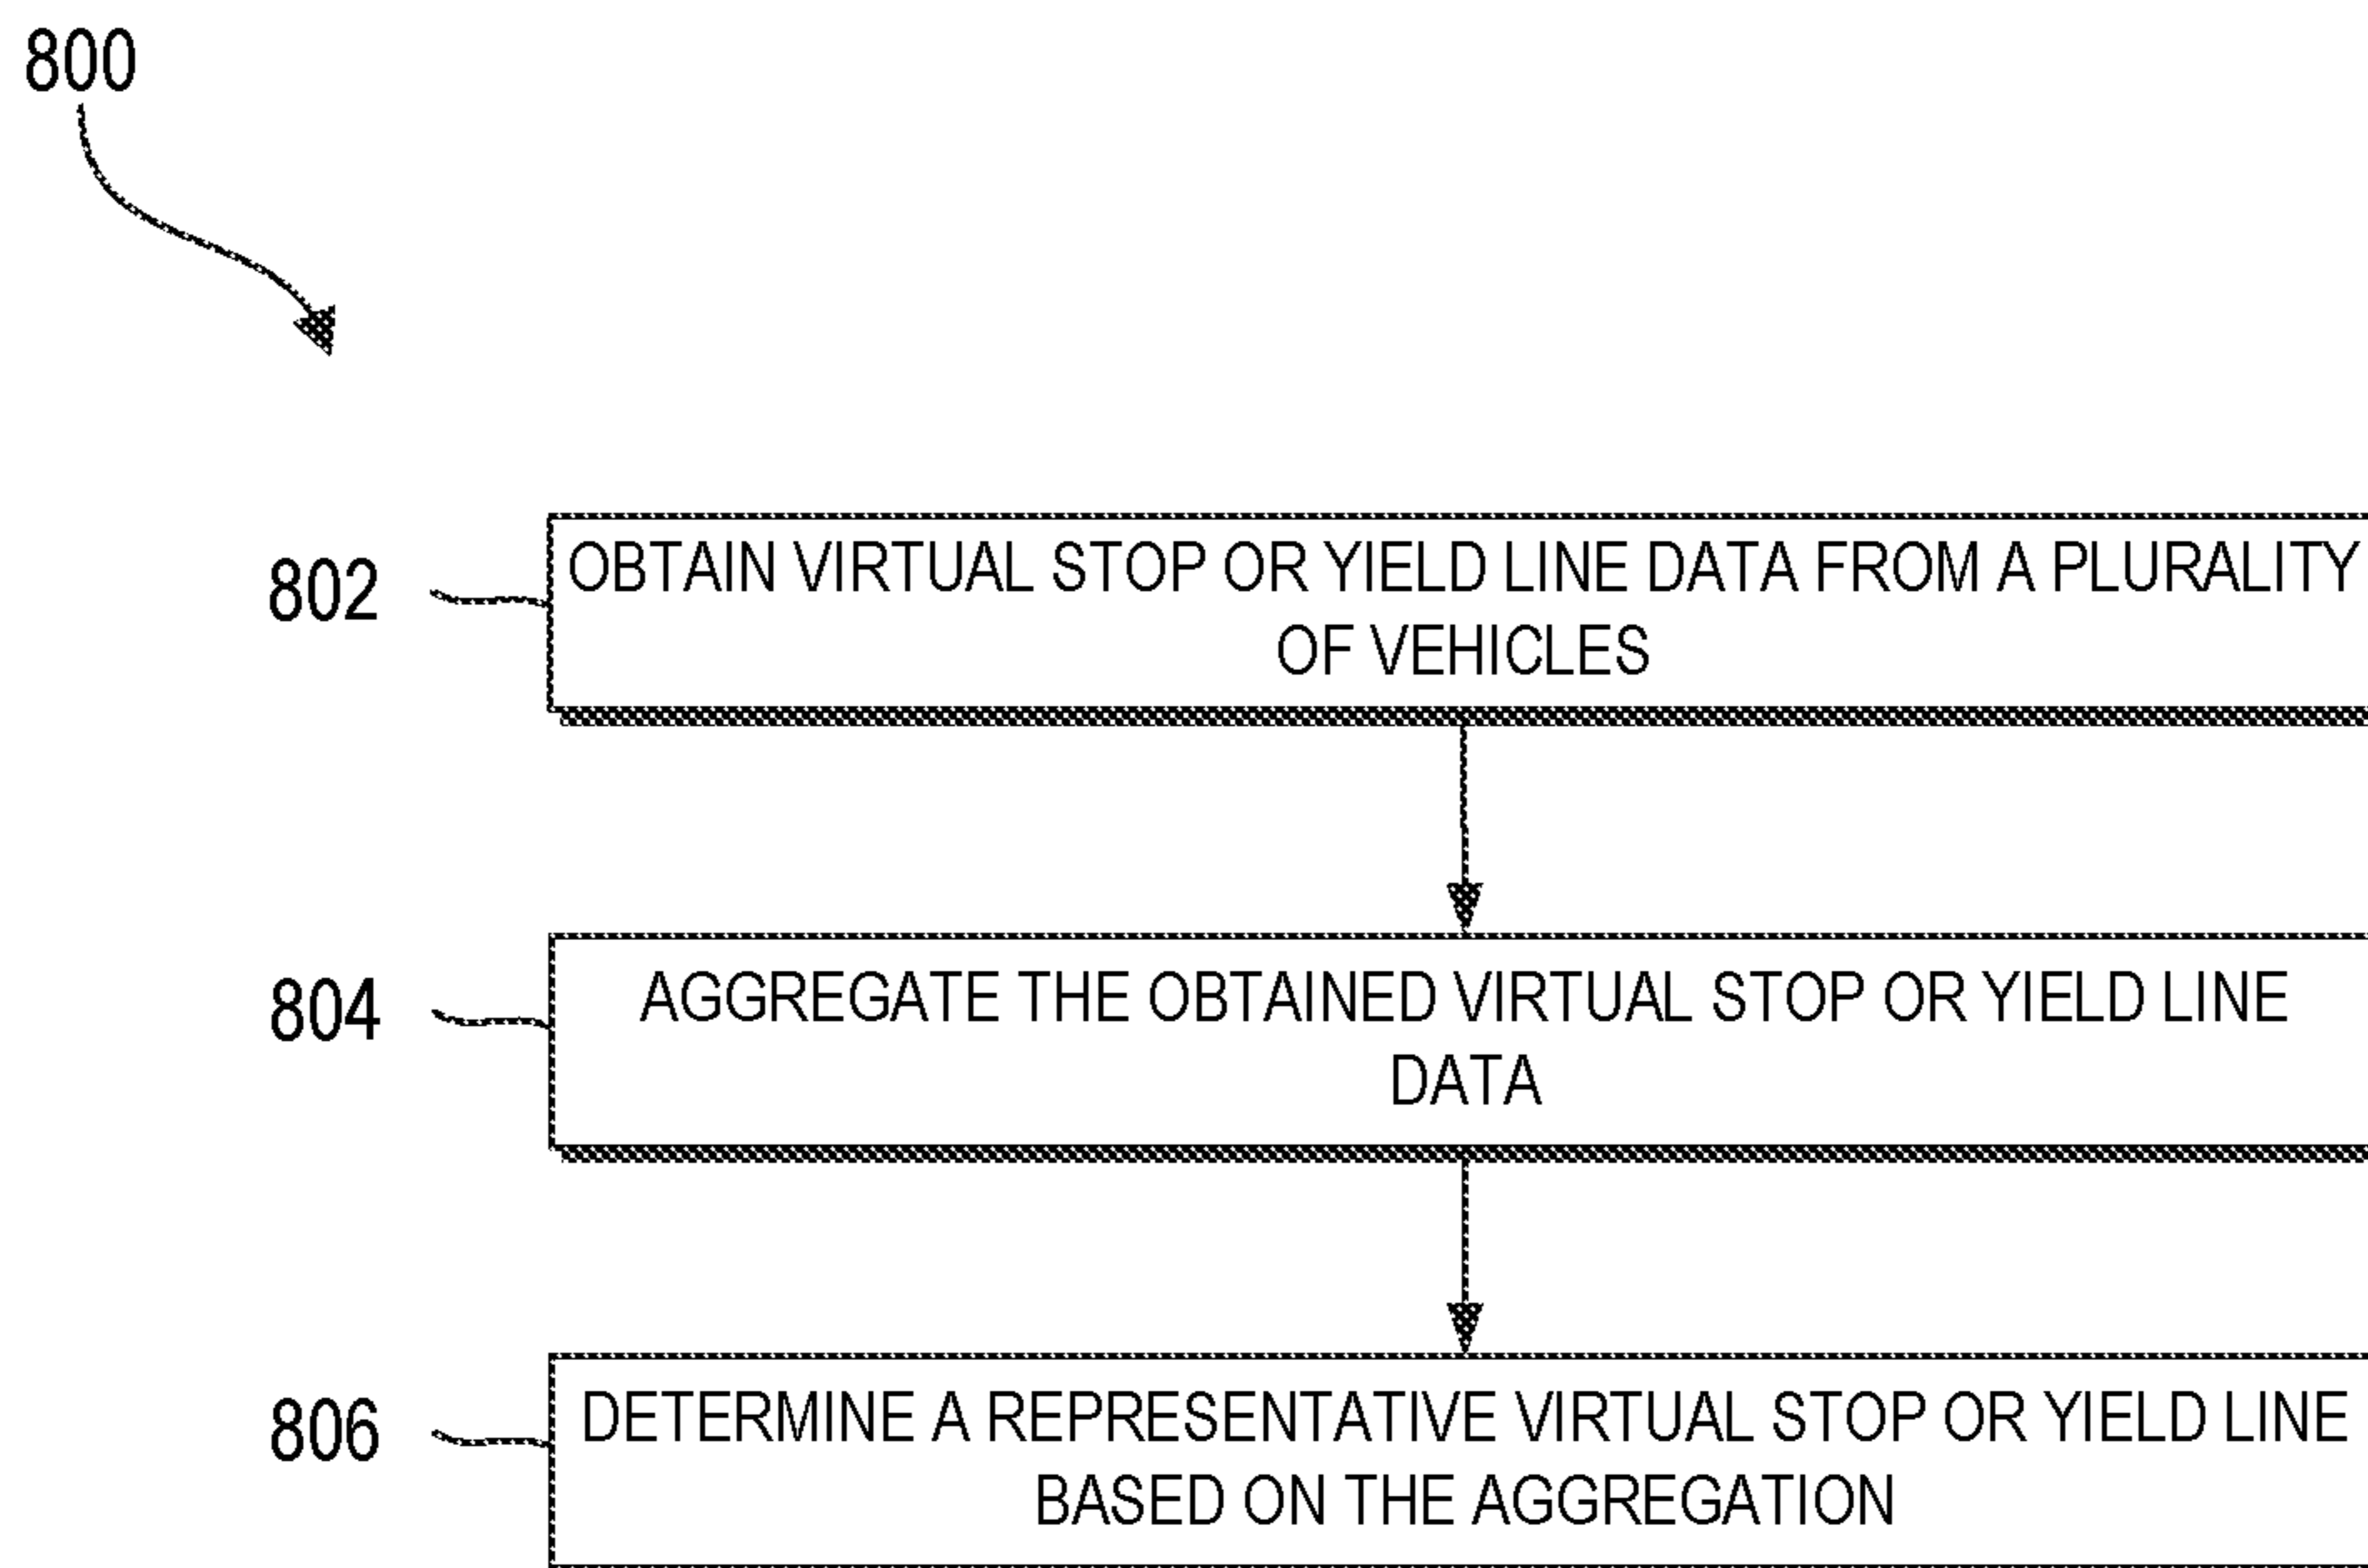 800
802
OBTAIN VIRTUAL STOP OR YIELD LINE DATA FROM A PLURALITY
OF VEHICLES
804
AGGREGATE THE OBTAINED VIRTUAL STOP OR YIELD LINE
DATA
806
DETERMINE A REPRESENTATIVE VIRTUAL STOP OR YIELD LINE
BASED ON THE AGGREGATION